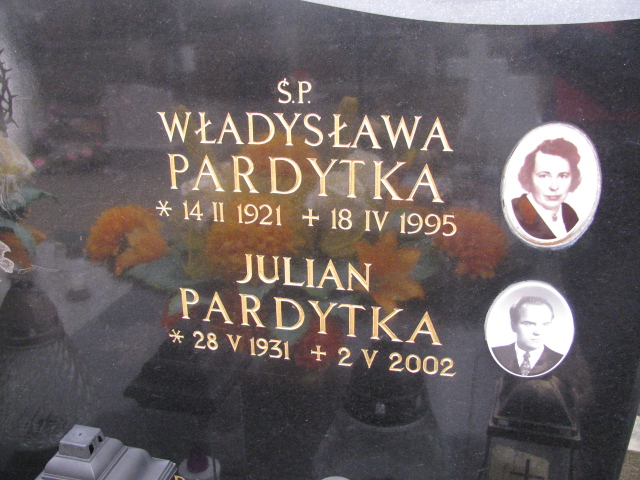 Ś.P.
WŁADYSŁAWA
PARDYTKA
* 14 II 1921 + 18 IV 1995
JULIAN
PARDYTKA
* 28 V 1931 + 2 V 2002